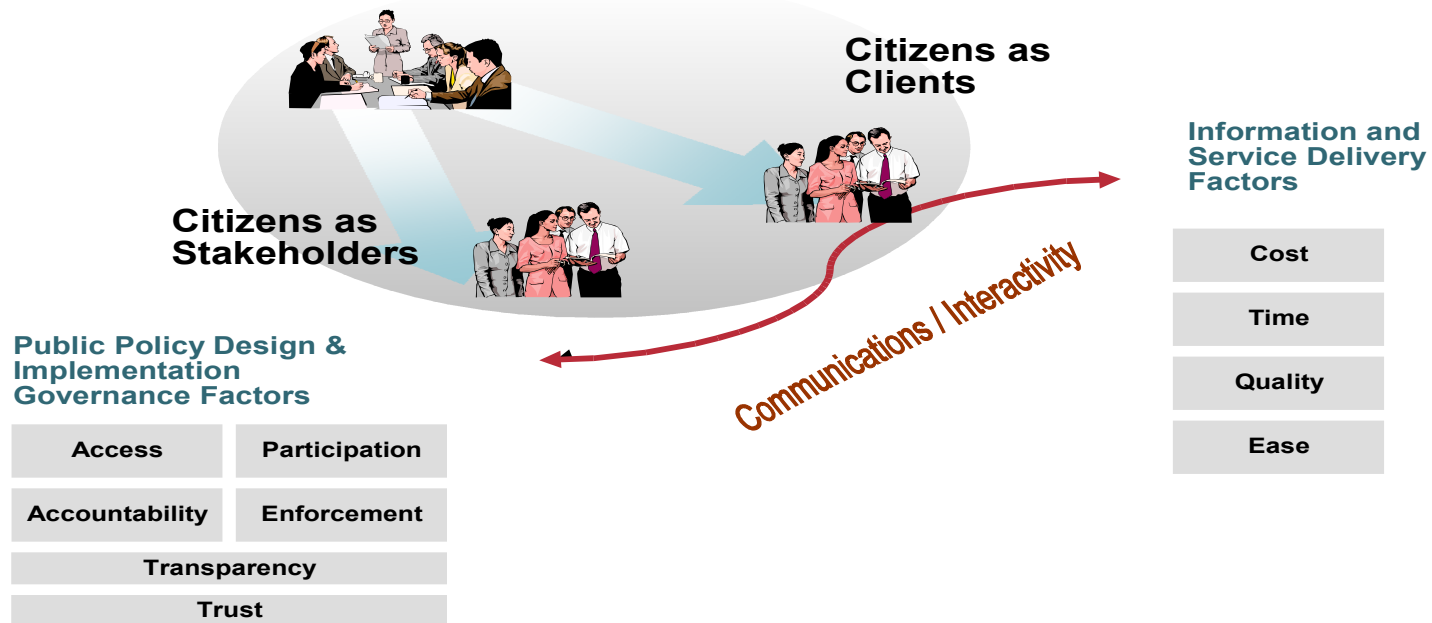 Citizens as
Clients
Information and
Service Delivery
Factors
Citizens as
Stakeholders
Cost
Communications / Interactivity
Time
Public Policy Design &
Implementation
Governance Factors
Quality
Access
Participation
Ease
Accountability
Enforcement
Transparency
Trust